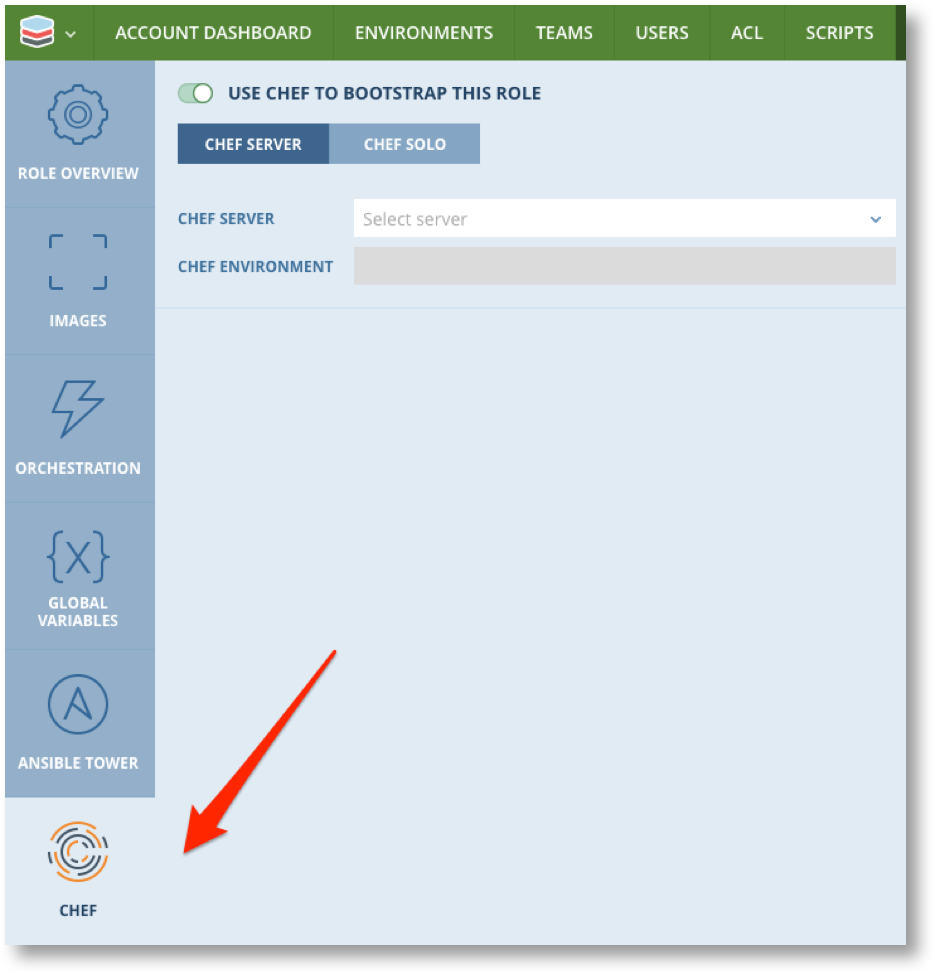 ACCOUNT DASHBOARD ENVIRONMENTS TEAMS USERS ACL SCRIPTS
USE CHEF TO BOOTSTRAP THIS ROLE
CHEF SERVER CHEF SOLO
CHEF SERVER Select server
CHEF ENVIRONMENT
ROLE OVERVIEW
IMAGES
ORCHESTRATION
{X}
GLOBAL
VARIABLES
ANSIBLE TOWER
CHEF